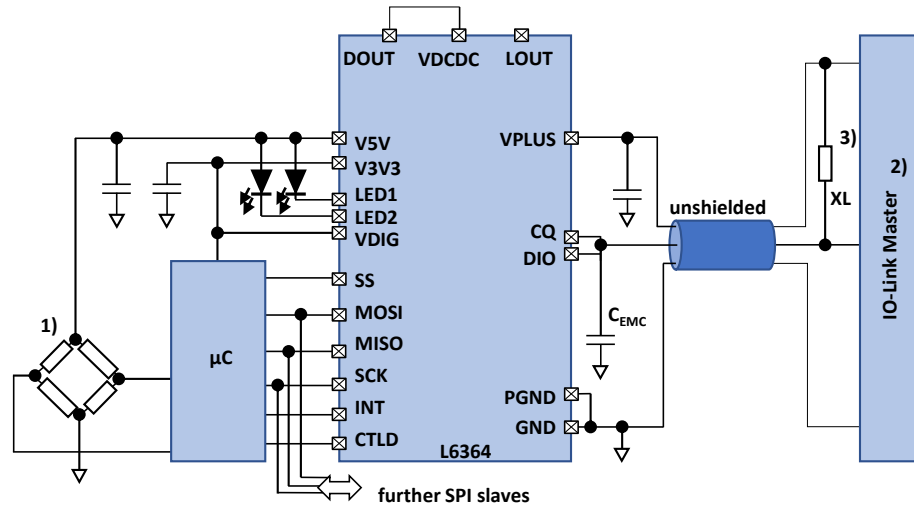 DOUT VDCDC LOUT
V5V VPLUS
V3V3
LED1
LED2
VDIG
CQ
DIO
unshielded
3)
XL
2)
IO-Link Master
SS
MOSI
MISO
SCK
INT
CTLD
CEMC
PGND
GND
L6364
1)
µC
further SPI slaves